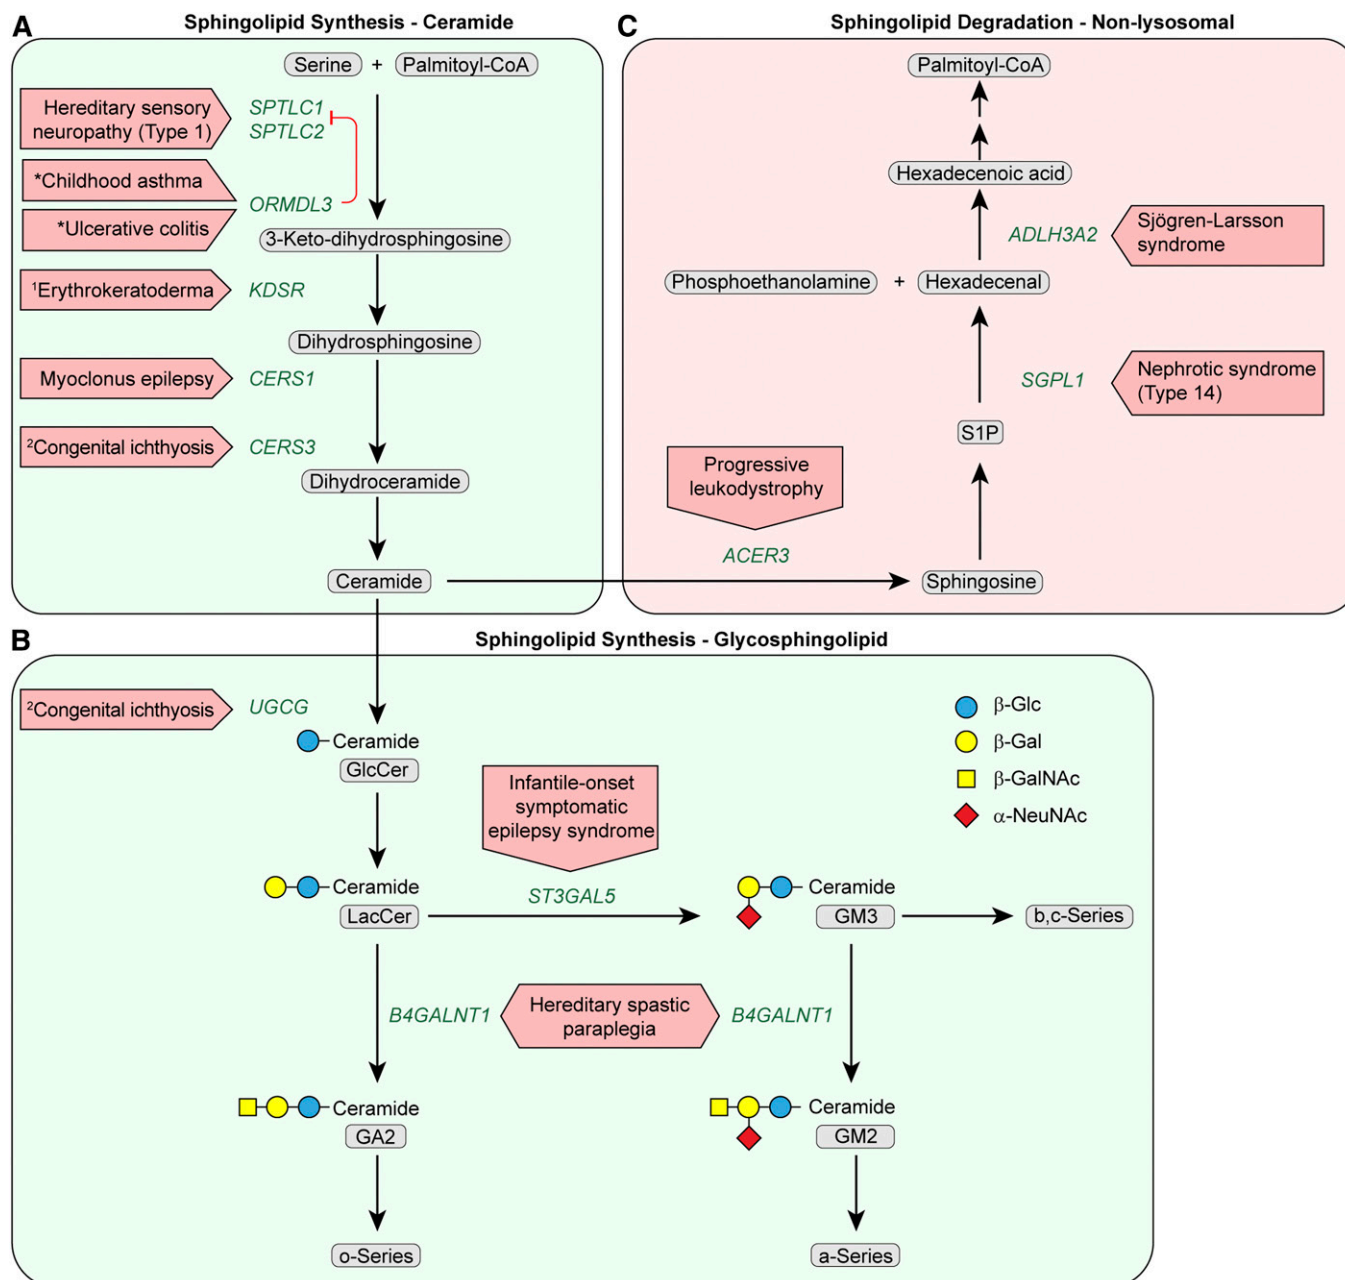 A
Sphingolipid Synthesis - Ceramide
Serine + Palmitoyl-CoA
Hereditary sensory
neuropathy (Type 1)
SPTLC1
SPTLC2
*Childhood asthma
ORMDL3
*Ulcerative colitis
3-Keto-dihydrosphingosine
¹Erythrokeratoderma
KDSR
Dihydrosphingosine
Myoclonus epilepsy
CERS1
²Congenital ichthyosis
CERS3
Dihydroceramide
Ceramide
C
Sphingolipid Degradation - Non-lysosomal
Palmitoyl-CoA
Hexadecenoic acid
ADLH3A2
Sjögren-Larsson
syndrome
Phosphoethanolamine + Hexadecenal
SGPL1
Nephrotic syndrome
(Type 14)
S1P
Progressive
leukodystrophy
ACER3
Sphingosine
B
Sphingolipid Synthesis - Glycosphingolipid
²Congenital ichthyosis
UGCG
Ceramide
GlcCer
β-Glc
β-Gal
β-GalNAc
α-NeuNAc
Infantile-onset
symptomatic
epilepsy syndrome
ST3GAL5
Ceramide
LacCer
Ceramide
GM3
b,c-Series
B4GALNT1
Hereditary spastic
paraplegia
B4GALNT1
Ceramide
GA2
Ceramide
GM2
o-Series
a-Series